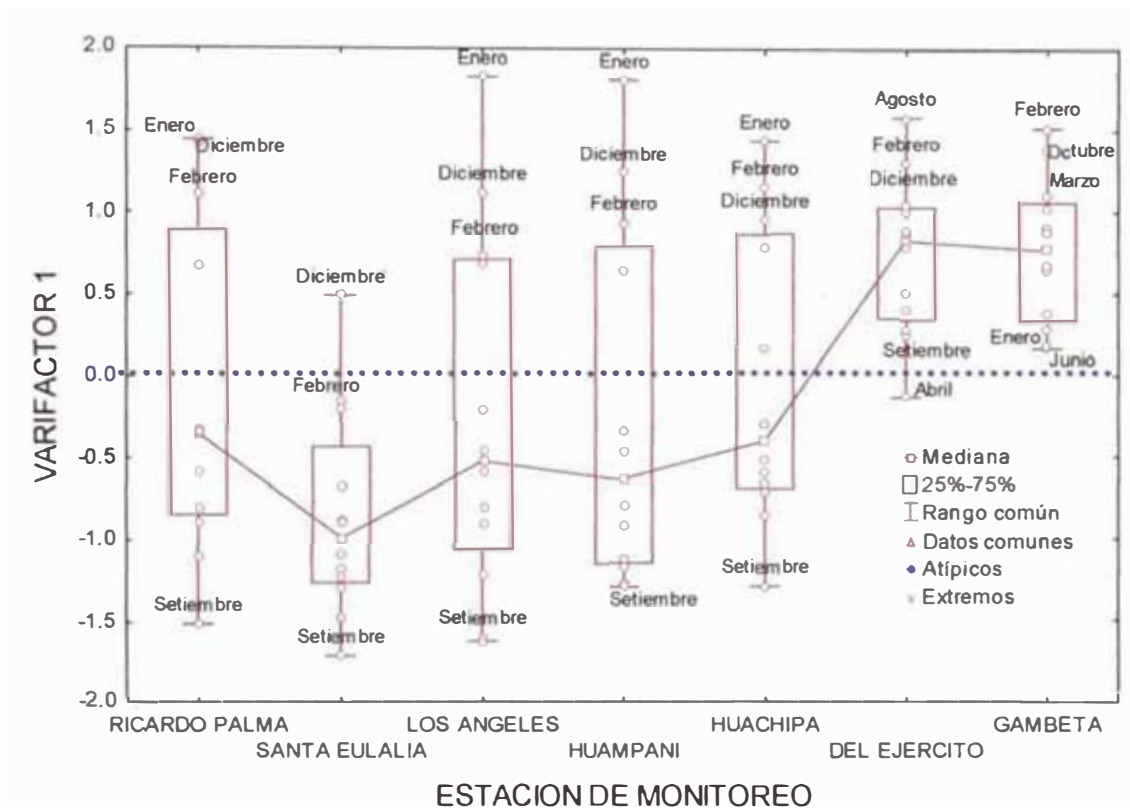 VARIFACTOR 1
2.0
1.5
1.0
0.5
0.0
-0.5
-1.0
-1.5
-2.0
Enero
Diciembre
Febrero
Setiembre
Diciembre
Febrero
Setiembre
Enero
Diciembre
Febrero
Setiembre
Enero
Diciembre
Febrero
Setiembre
Enero
Febrero
Diciembre
Setiembre
Agosto
Febrero
Diciembre
Setiembre
Abril
Febrero
Octubre
Marzo
Enero
Junio
Mediana
25%-75%
Rango común
Datos comunes
Atípicos
Extremos
RICARDO PALMA
SANTA EULALIA
LOS ANGELES
HUAMPANI
HUACHIPA
DEL EJERCITO
GAMBETA
ESTACION DE MONITOREO